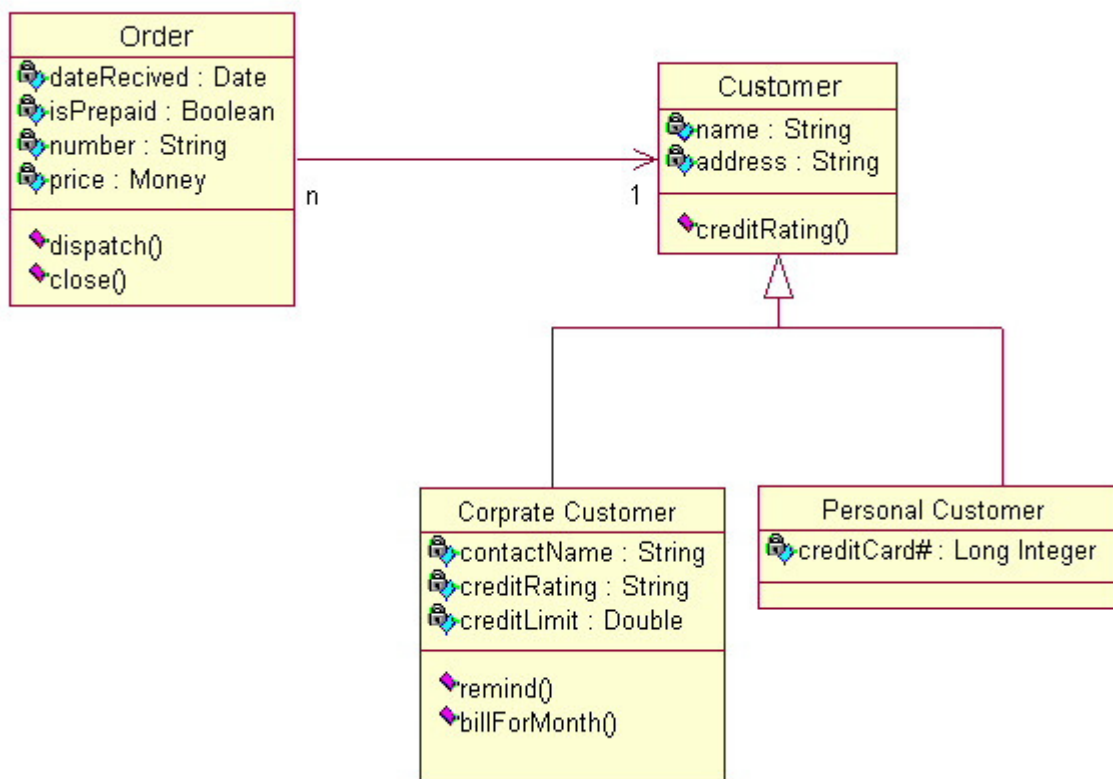 Order
dateRecived : Date
isPrepaid : Boolean
number : String
price : Money
dispatch()
close()
n
1
Customer
name : String
address : String
creditRating()
Corprate Customer
contactName : String
creditRating : String
creditLimit : Double
remind()
billForMonth()
Personal Customer
creditCard# : Long Integer